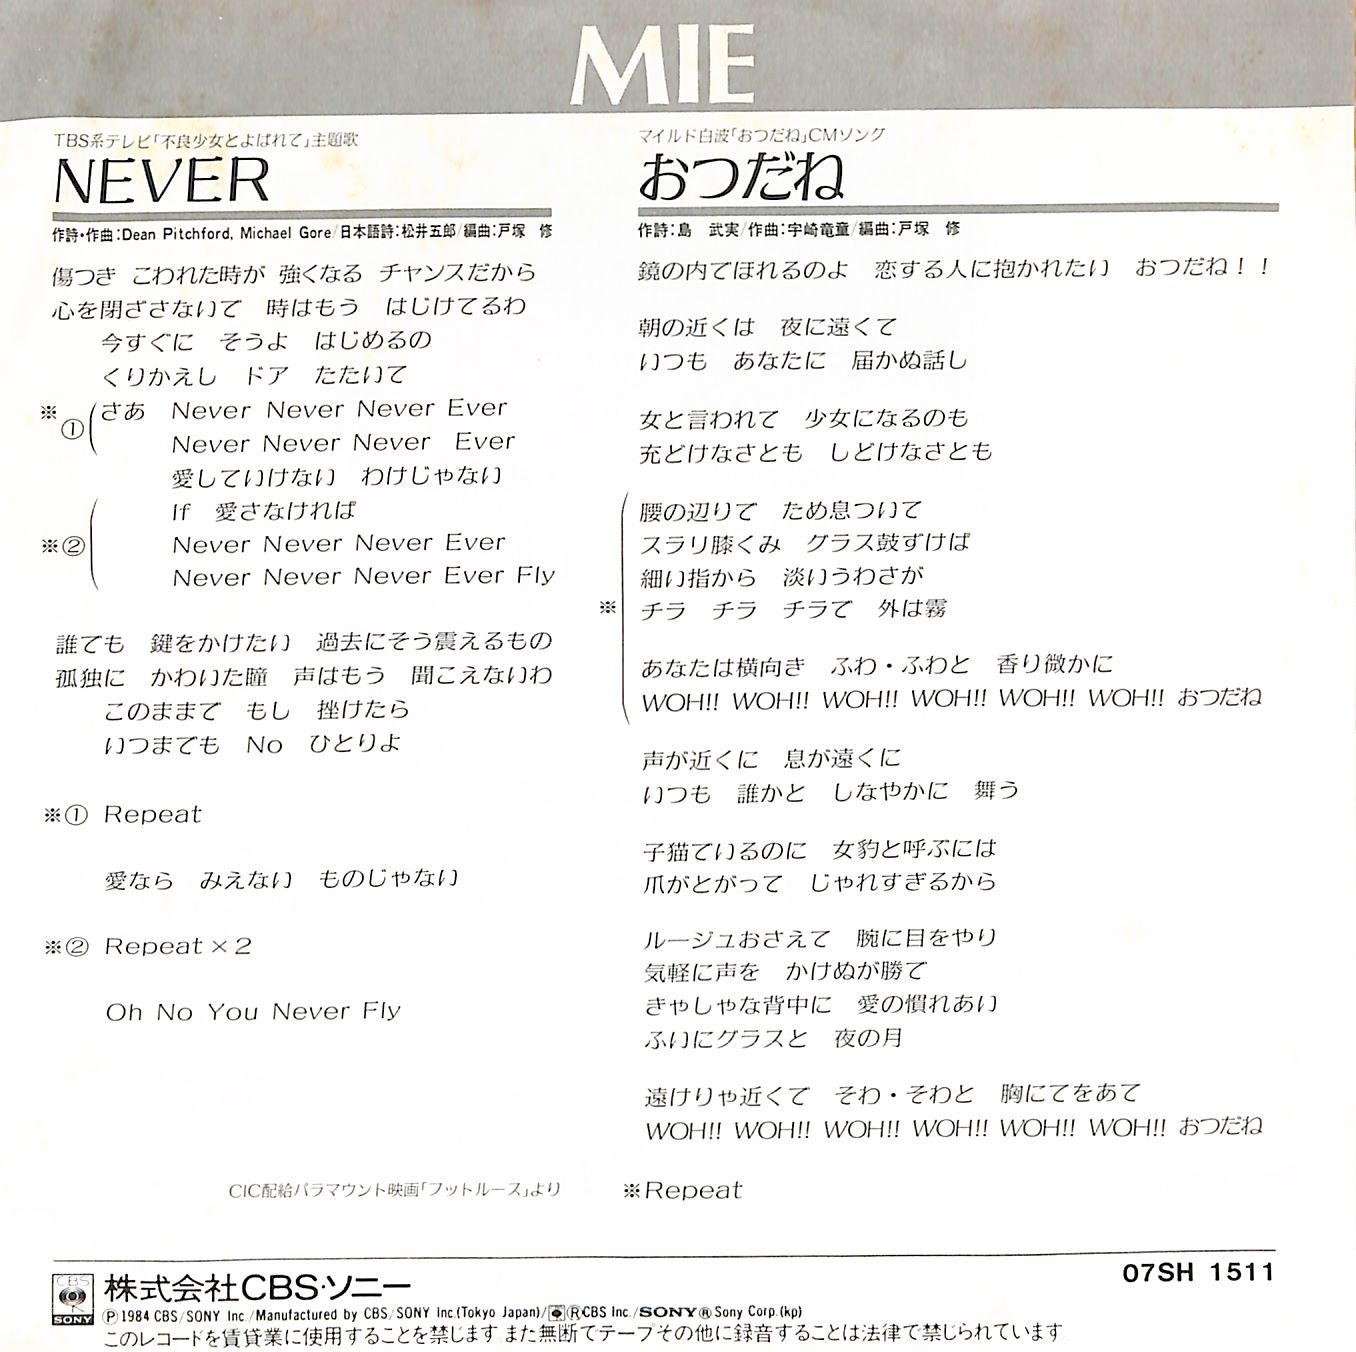 MIE
TBS系テレビ「不良少女とよばれて」主題歌
NEVER
作詩・作曲:Dean Pitchford, Michael Gore/日本語詩:松井五郎/編曲:戸塚 修
傷つき こわれた時が 強くなる チャンスだから
心を閉ざさないで 時はもう はじけてるわ
今すぐに そうよ はじめるの
くりかえし ドア たたいて
※①(さあ Never Never Never Ever
Never Never Never Ever
愛していけない わけじゃない
※②(If 愛さなければ
Never Never Never Ever
Never Never Never Ever Fly
誰でも 鍵をかけたい 過去にそう震えるもの
孤独に かわいた瞳 声はもう 聞こえないわ
このままで もし 挫けたら
いつまでも No ひとりよ
※① Repeat
愛なら みえない ものじゃない
※② Repeat×2
Oh No You Never Fly
CIC配給パラマウント映画「フットルース」より
マイルド白波「おつだね」CMソング
おつだね
作詩:島 武実/作曲:宇崎竜童/編曲:戸塚 修
鏡の内でほれるのよ 恋する人に抱かれたい おつだね!!
朝の近くは 夜に遠くて
いつも あなたに 届かぬ話し
女と言われて 少女になるのも
充どけなさとも しどけなさとも
腰の辺りで ため息ついて
スラリ膝くみ グラス鼓ずけば
細い指から 淡いうわさが
※ チラ チラ チラで 外は霧
あなたは横向き ふわ・ふわと 香り微かに
WOH!! WOH!! WOH!! WOH!! WOH!! WOH!! おつだね
声が近くに 息が遠くに
いつも 誰かと しなやかに 舞う
子猫でいるのに 女豹と呼ぶには
爪がとがって じゃれすぎるから
ルージュおさえて 腕に目をやり
気軽に声を かけぬが勝で
きゃしゃな背中に 愛の慣れあい
ふいにグラスと 夜の月
遠けりゃ近くで そわ・そわと 胸にてをあて
WOH!! WOH!! WOH!! WOH!! WOH!! WOH!! おつだね
※Repeat
07SH 1511
CBS
SONY
株式会社CBS・ソニー
Ⓟ1984 CBS/SONY Inc./Manufactured by CBS/SONY Inc.(Tokyo Japan)/ⓇCBS Inc./SONY®Sony Corp.(kp)
このレコードを賃貸業に使用することを禁じます.また無断でテープその他に録音することは法律で禁じられています